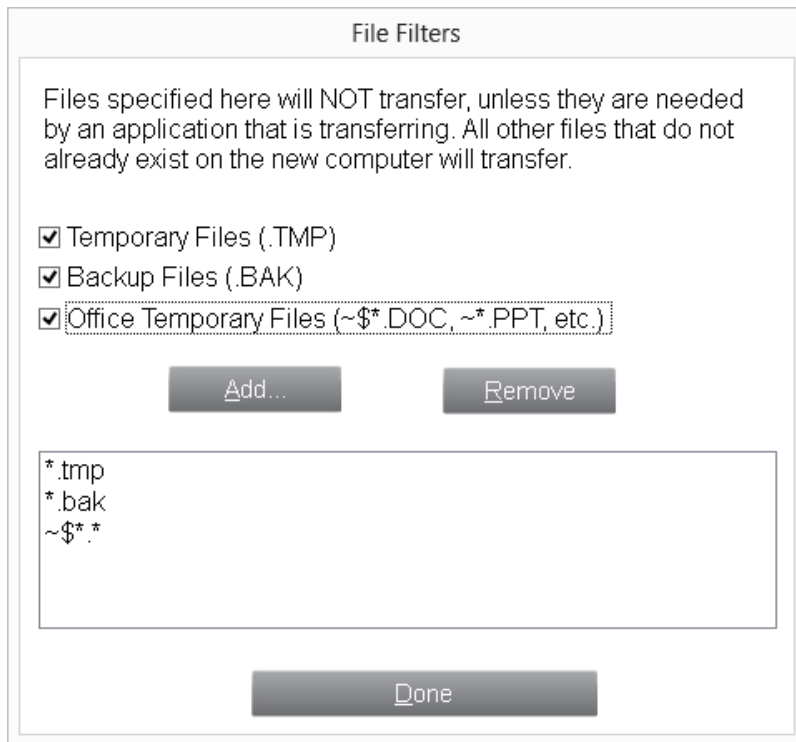 File Filters
Files specified here will NOT transfer, unless they are needed
by an application that is transferring. All other files that do not
already exist on the new computer will transfer.
Temporary Files (.TMP)
Backup Files (.BAK)
Office Temporary Files (~$*.DOC, ~*.PPT, etc.)
Add... Remove
*.tmp
*.bak
~$*.*
Done